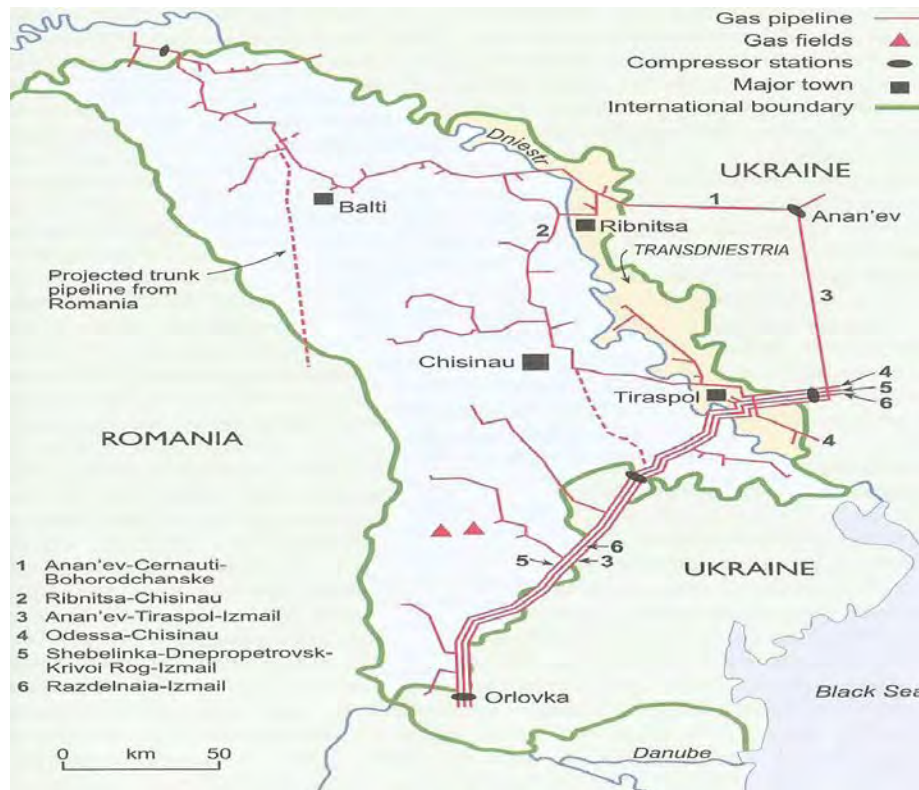 Gas pipeline
Gas fields
Compressor stations
Major town
International boundary
Dniestr
UKRAINE
1
Anan'ev
Balti
2
Ribnitsa
TRANSDNIESTRIA
Projected trunk
pipeline from
Romania
3
Chisinau
4
5
6
Tiraspol
4
ROMANIA
6
5
3
UKRAINE
1 Anan'ev-Cernauti-
Bohorodchanske
2 Ribnitsa-Chisinau
3 Anan'ev-Tiraspol-Izmail
4 Odessa-Chisinau
5 Shebelinka-Dnepropetrovsk-
Krivoi Rog-Izmail
6 Razdelnaia-Izmail
Orlovka
Black Sea
0 50
km
Danube